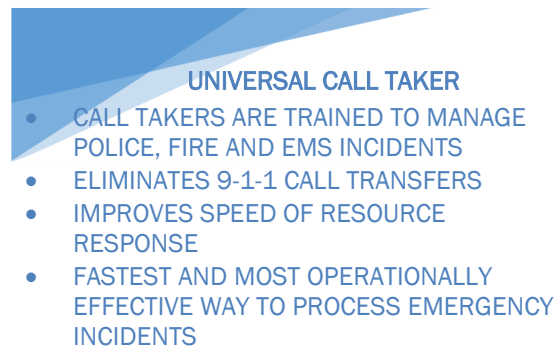 UNIVERSAL CALL TAKER
• CALL TAKERS ARE TRAINED TO MANAGE
POLICE, FIRE AND EMS INCIDENTS
• ELIMINATES 9-1-1 CALL TRANSFERS
• IMPROVES SPEED OF RESOURCE
RESPONSE
• FASTEST AND MOST OPERATIONALLY
EFFECTIVE WAY TO PROCESS EMERGENCY
INCIDENTS